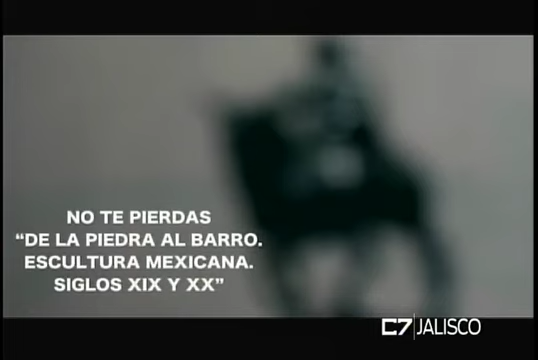 NO TE PIERDAS
“DE LA PIEDRA AL BARRO.
ESCULTURA MEXICANA.
SIGLOS XIX Y XX”
C7 JALISCO